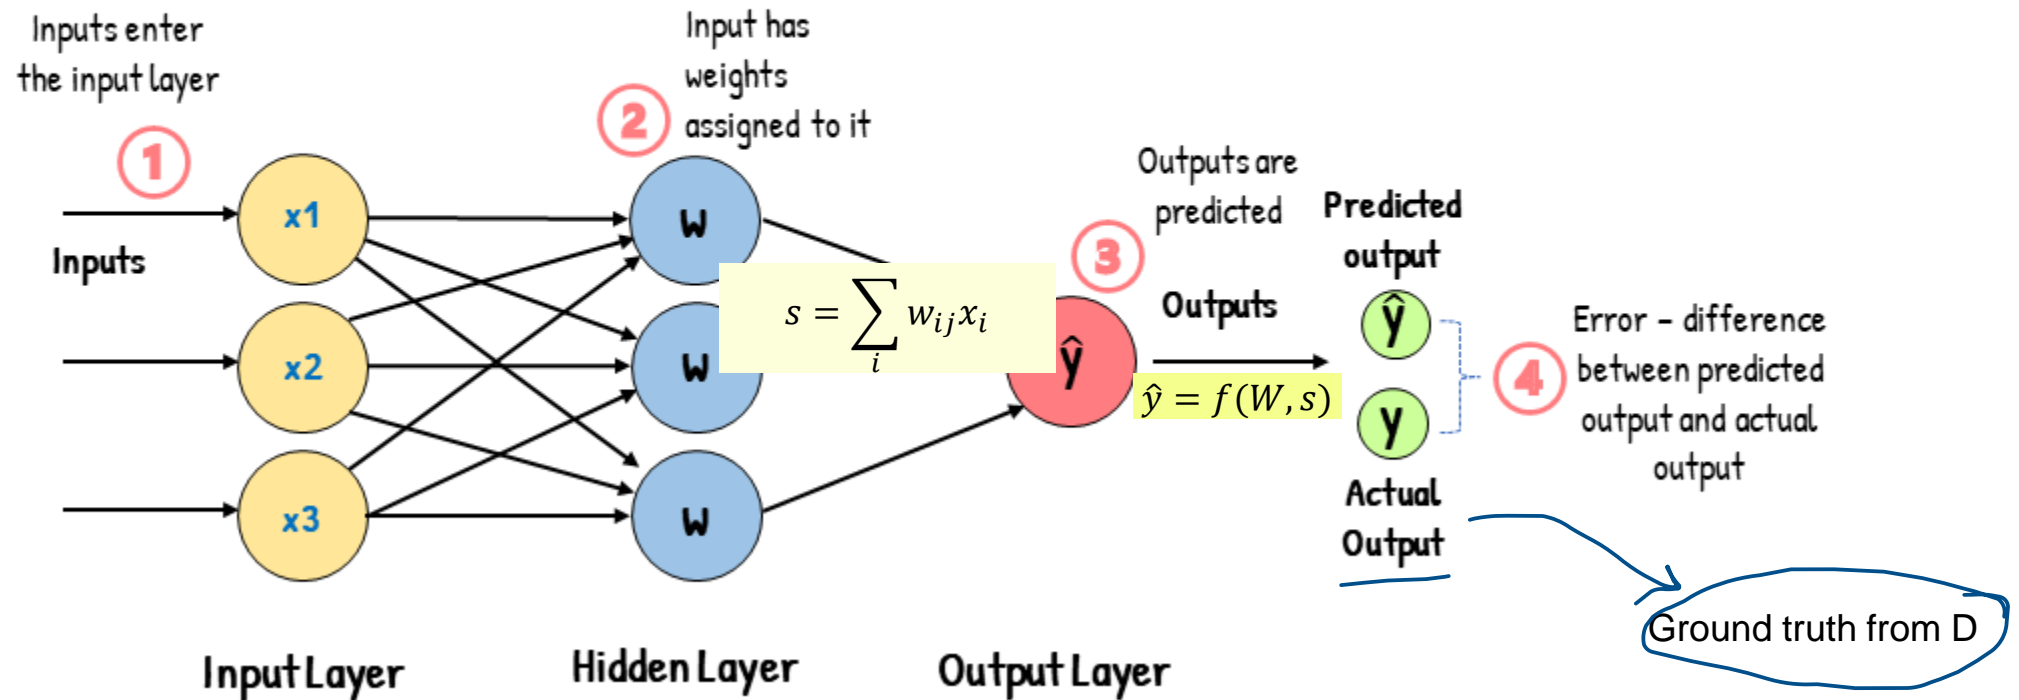 Inputs enter
the input layer
1
Inputs
x1
x2
x3
Input Layer
Input has
weights
assigned to it
2
w
w
w
s = ∑ᵢ wᵢⱼxᵢ
Hidden Layer
3
ŷ
Output Layer
Outputs are
predicted
Outputs
ŷ = f(W, s)
Predicted
output
ŷ
y
Actual
Output
4
Error – difference
between predicted
output and actual
output
Ground truth from D